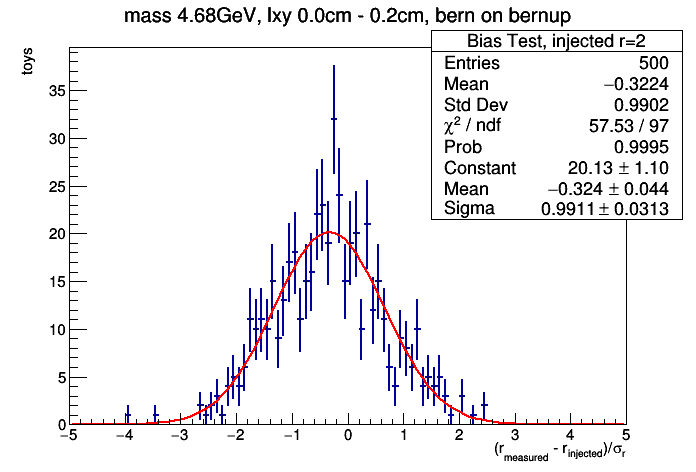 mass 4.68GeV, lxy 0.0cm - 0.2cm, bern on bernup
Bias Test, injected r=2
Entries 500
Mean −0.3224
Std Dev 0.9902
χ² / ndf 57.53 / 97
Prob 0.9995
Constant 20.13 ± 1.10
Mean −0.324 ± 0.044
Sigma 0.9911 ± 0.0313
toys
35
30
25
20
15
10
5
0
−5 −4 −3 −2 −1 0 1 2 3 4 5
(r_measured - r_injected)/σ_r